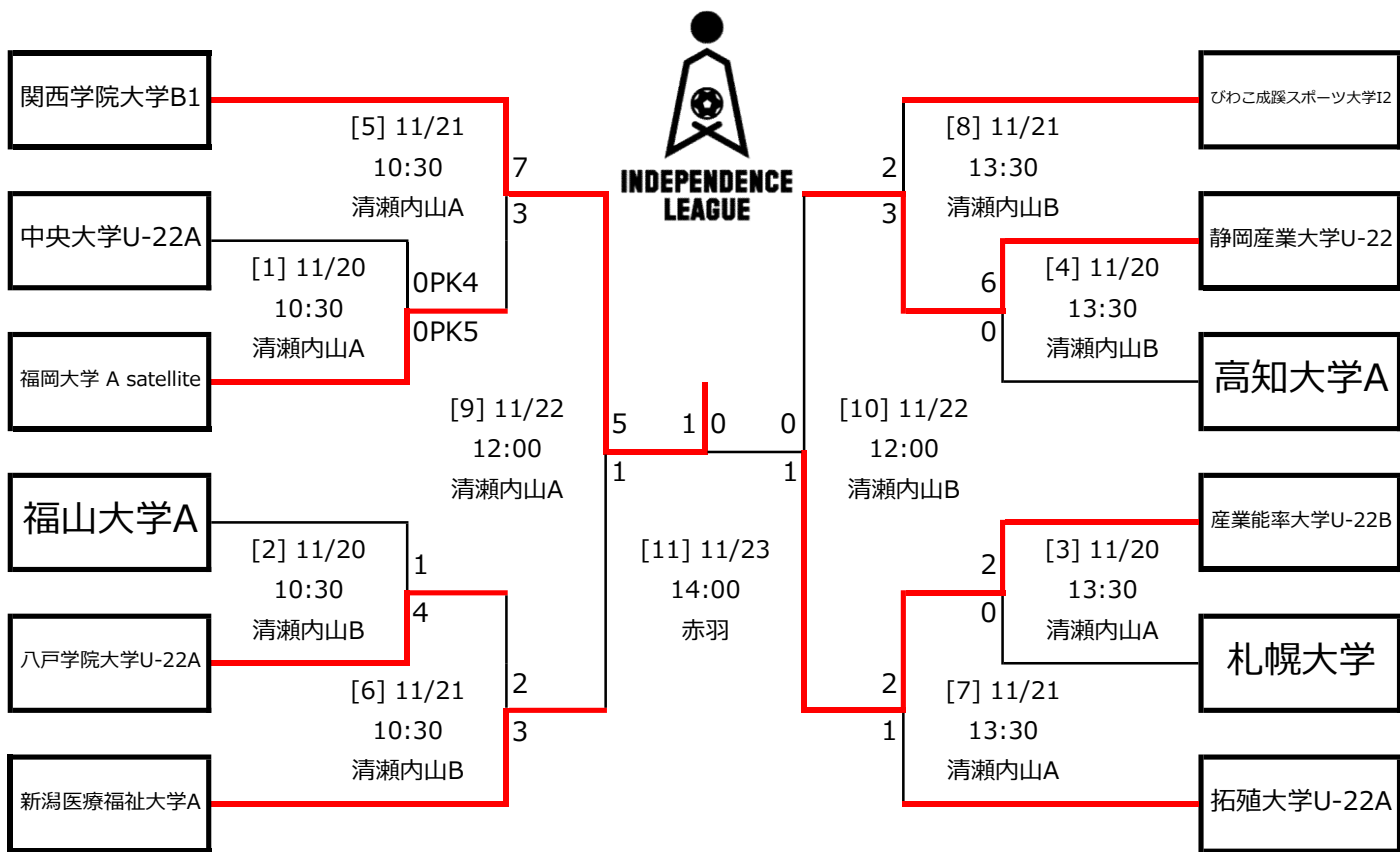 INDEPENDENCE
LEAGUE
関西学院大学B1
[5] 11/21
10:30
清瀬内山A
7
3
中央大学U-22A
[1] 11/20
10:30
清瀬内山A
0PK4
0PK5
福岡大学 A satellite
[9] 11/22
12:00
清瀬内山A
5
1
福山大学A
[2] 11/20
10:30
清瀬内山B
1
4
八戸学院大学U-22A
[6] 11/21
10:30
清瀬内山B
2
3
新潟医療福祉大学A
1
0
[11] 11/23
14:00
赤羽
びわこ成蹊スポーツ大学I2
[8] 11/21
13:30
清瀬内山B
2
3
静岡産業大学U-22
[4] 11/20
13:30
清瀬内山B
6
0
高知大学A
[10] 11/22
12:00
清瀬内山B
0
1
産業能率大学U-22B
[3] 11/20
13:30
清瀬内山A
2
0
札幌大学
[7] 11/21
13:30
清瀬内山A
2
1
拓殖大学U-22A